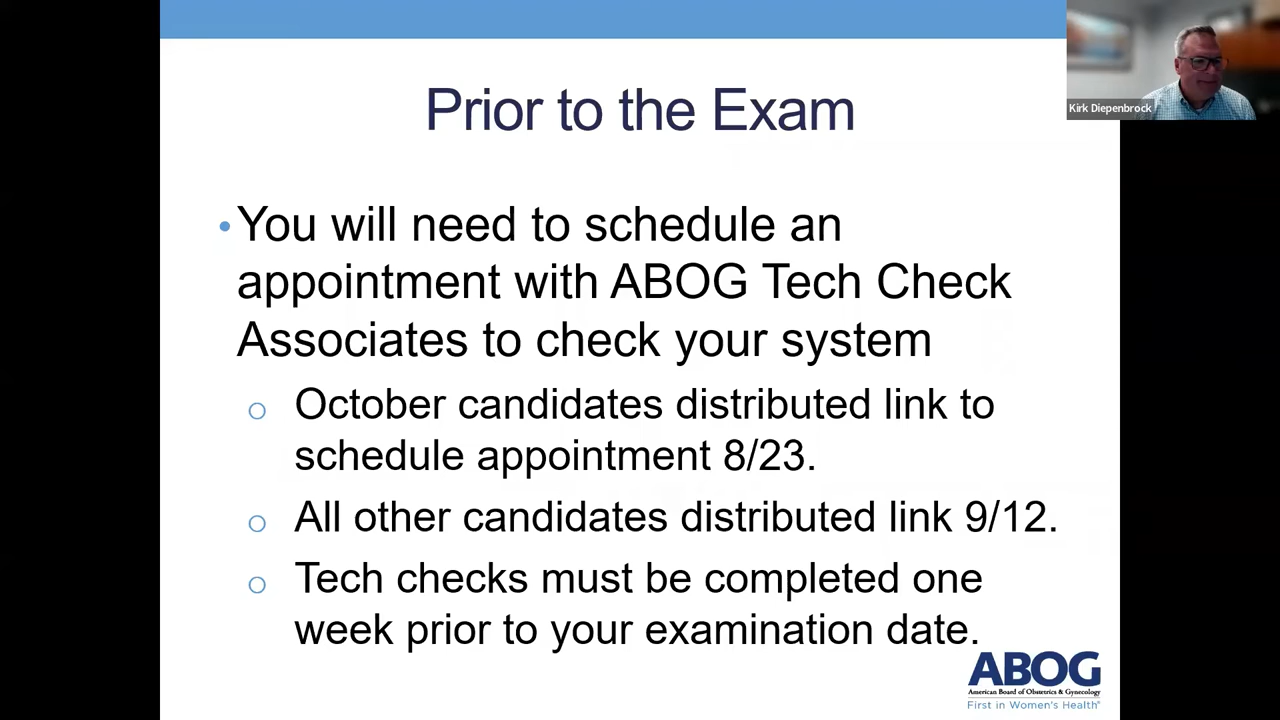 Prior to the Exam
Kirk Diepenbrock
• You will need to schedule an
appointment with ABOG Tech Check
Associates to check your system
o October candidates distributed link to
schedule appointment 8/23.
o All other candidates distributed link 9/12.
o Tech checks must be completed one
week prior to your examination date.
ABOG
American Board of Obstetrics & Gynecology
First in Women's Health®